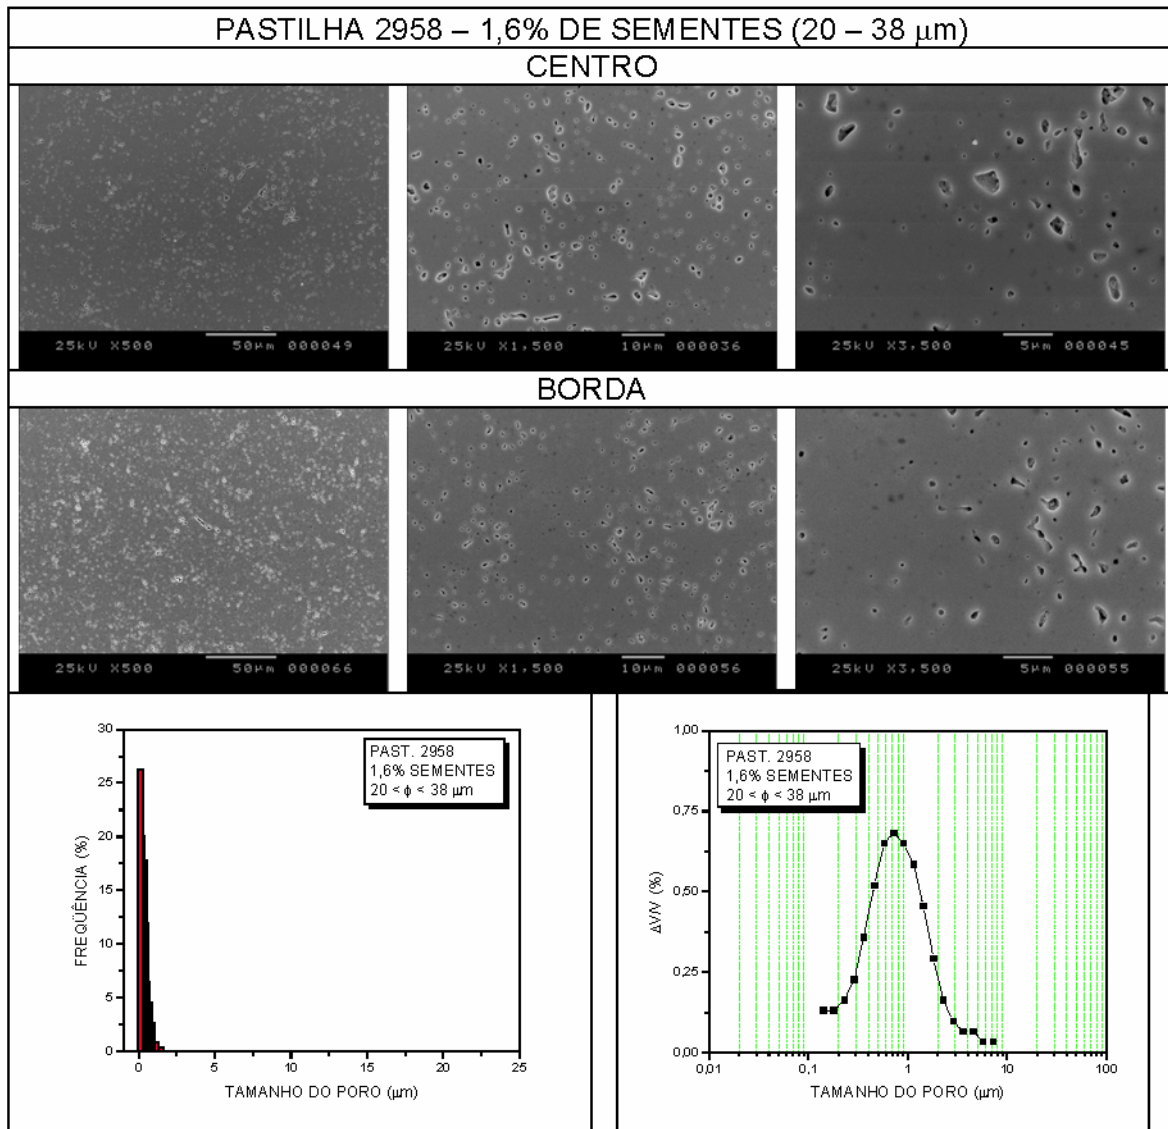 PASTILHA 2958 – 1,6% DE SEMENTES (20 – 38 μm)
CENTRO
25kV X500 50μm 000049
25kV X1,500 10μm 000036
25kV X3,500 5μm 000045
BORDA
25kV X500 50μm 000066
25kV X1,500 10μm 000056
25kV X3,500 5μm 000055
30
25
20
15
10
5
0
FREQÜÊNCIA (%)
PAST. 2958
1,6% SEMENTES
20 < ϕ < 38 μm
0 5 10 15 20 25
TAMANHO DO PORO (μm)
1,00
0,75
0,50
0,25
0,00
ΔV/V (%)
PAST. 2958
1,6% SEMENTES
20 < ϕ < 38 μm
0,01 0,1 1 10 100
TAMANHO DO PORO (μm)